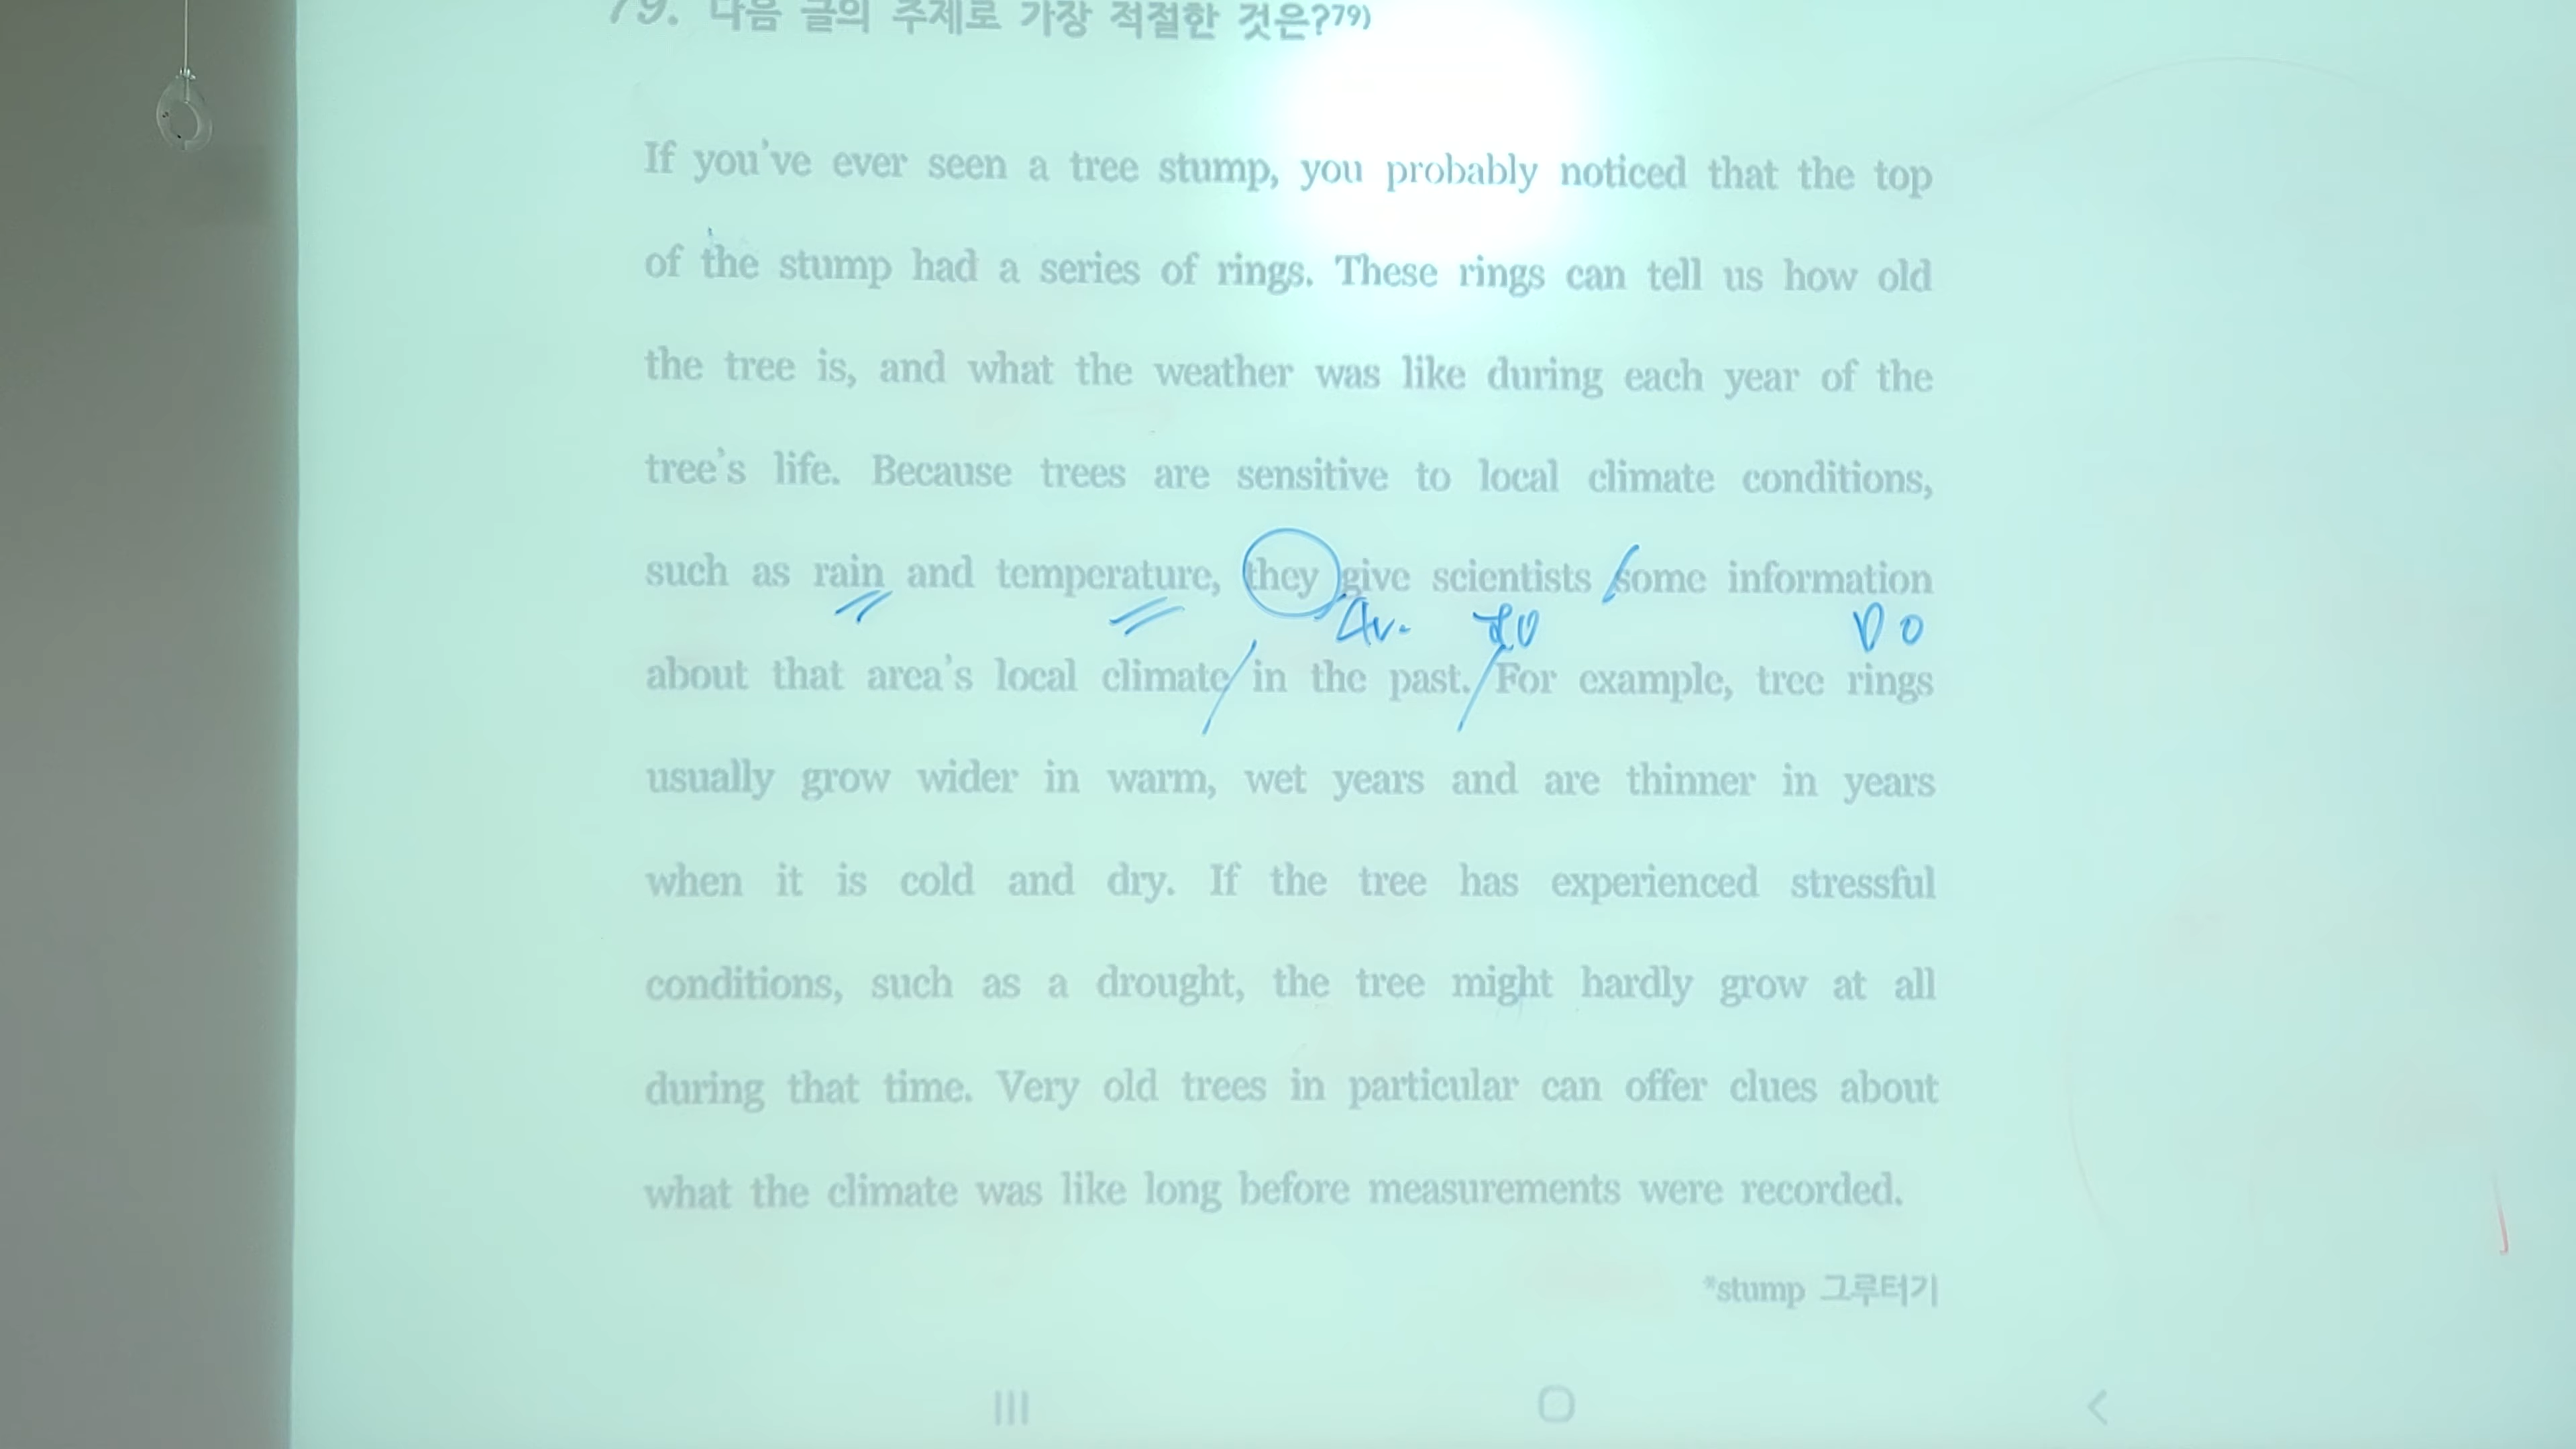 79. 다음 글의 주제로 가장 적절한 것은?79)
If you've ever seen a tree stump, you probably noticed that the top
of the stump had a series of rings. These rings can tell us how old
the tree is, and what the weather was like during each year of the
tree's life. Because trees are sensitive to local climate conditions,
such as rain and temperature, they give scientists some information
4v. I0 DO
about that area's local climate in the past. For example, tree rings
usually grow wider in warm, wet years and are thinner in years
when it is cold and dry. If the tree has experienced stressful
conditions, such as a drought, the tree might hardly grow at all
during that time. Very old trees in particular can offer clues about
what the climate was like long before measurements were recorded.
*stump 그루터기